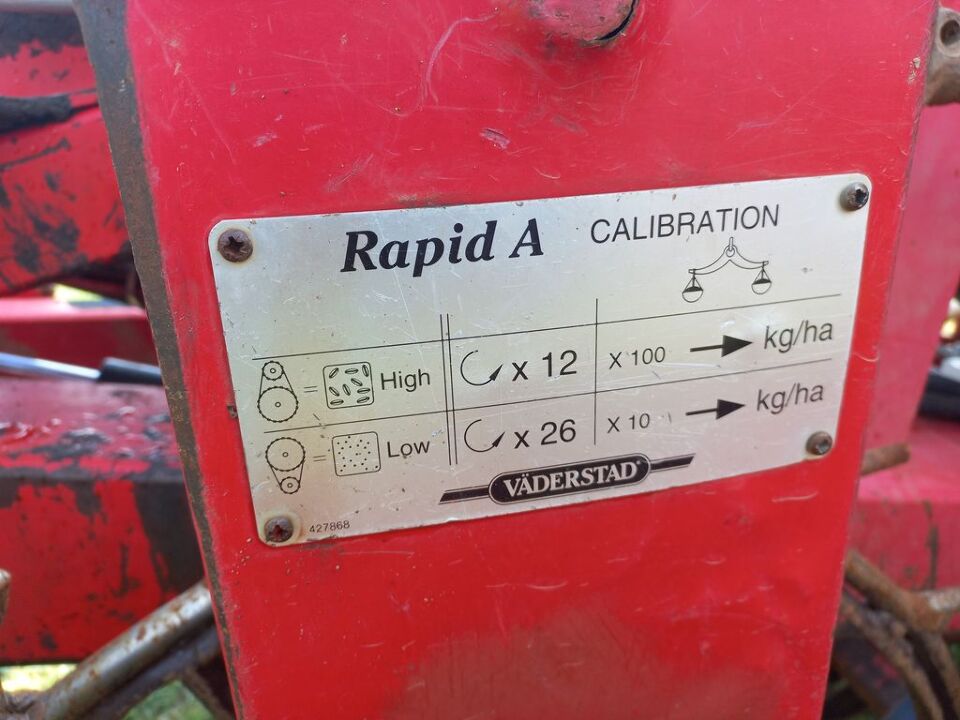 Rapid A CALIBRATION
= High x 12 X 100 kg/ha
= Low x 26 X 10 kg/ha
VÄDERSTAD
427868